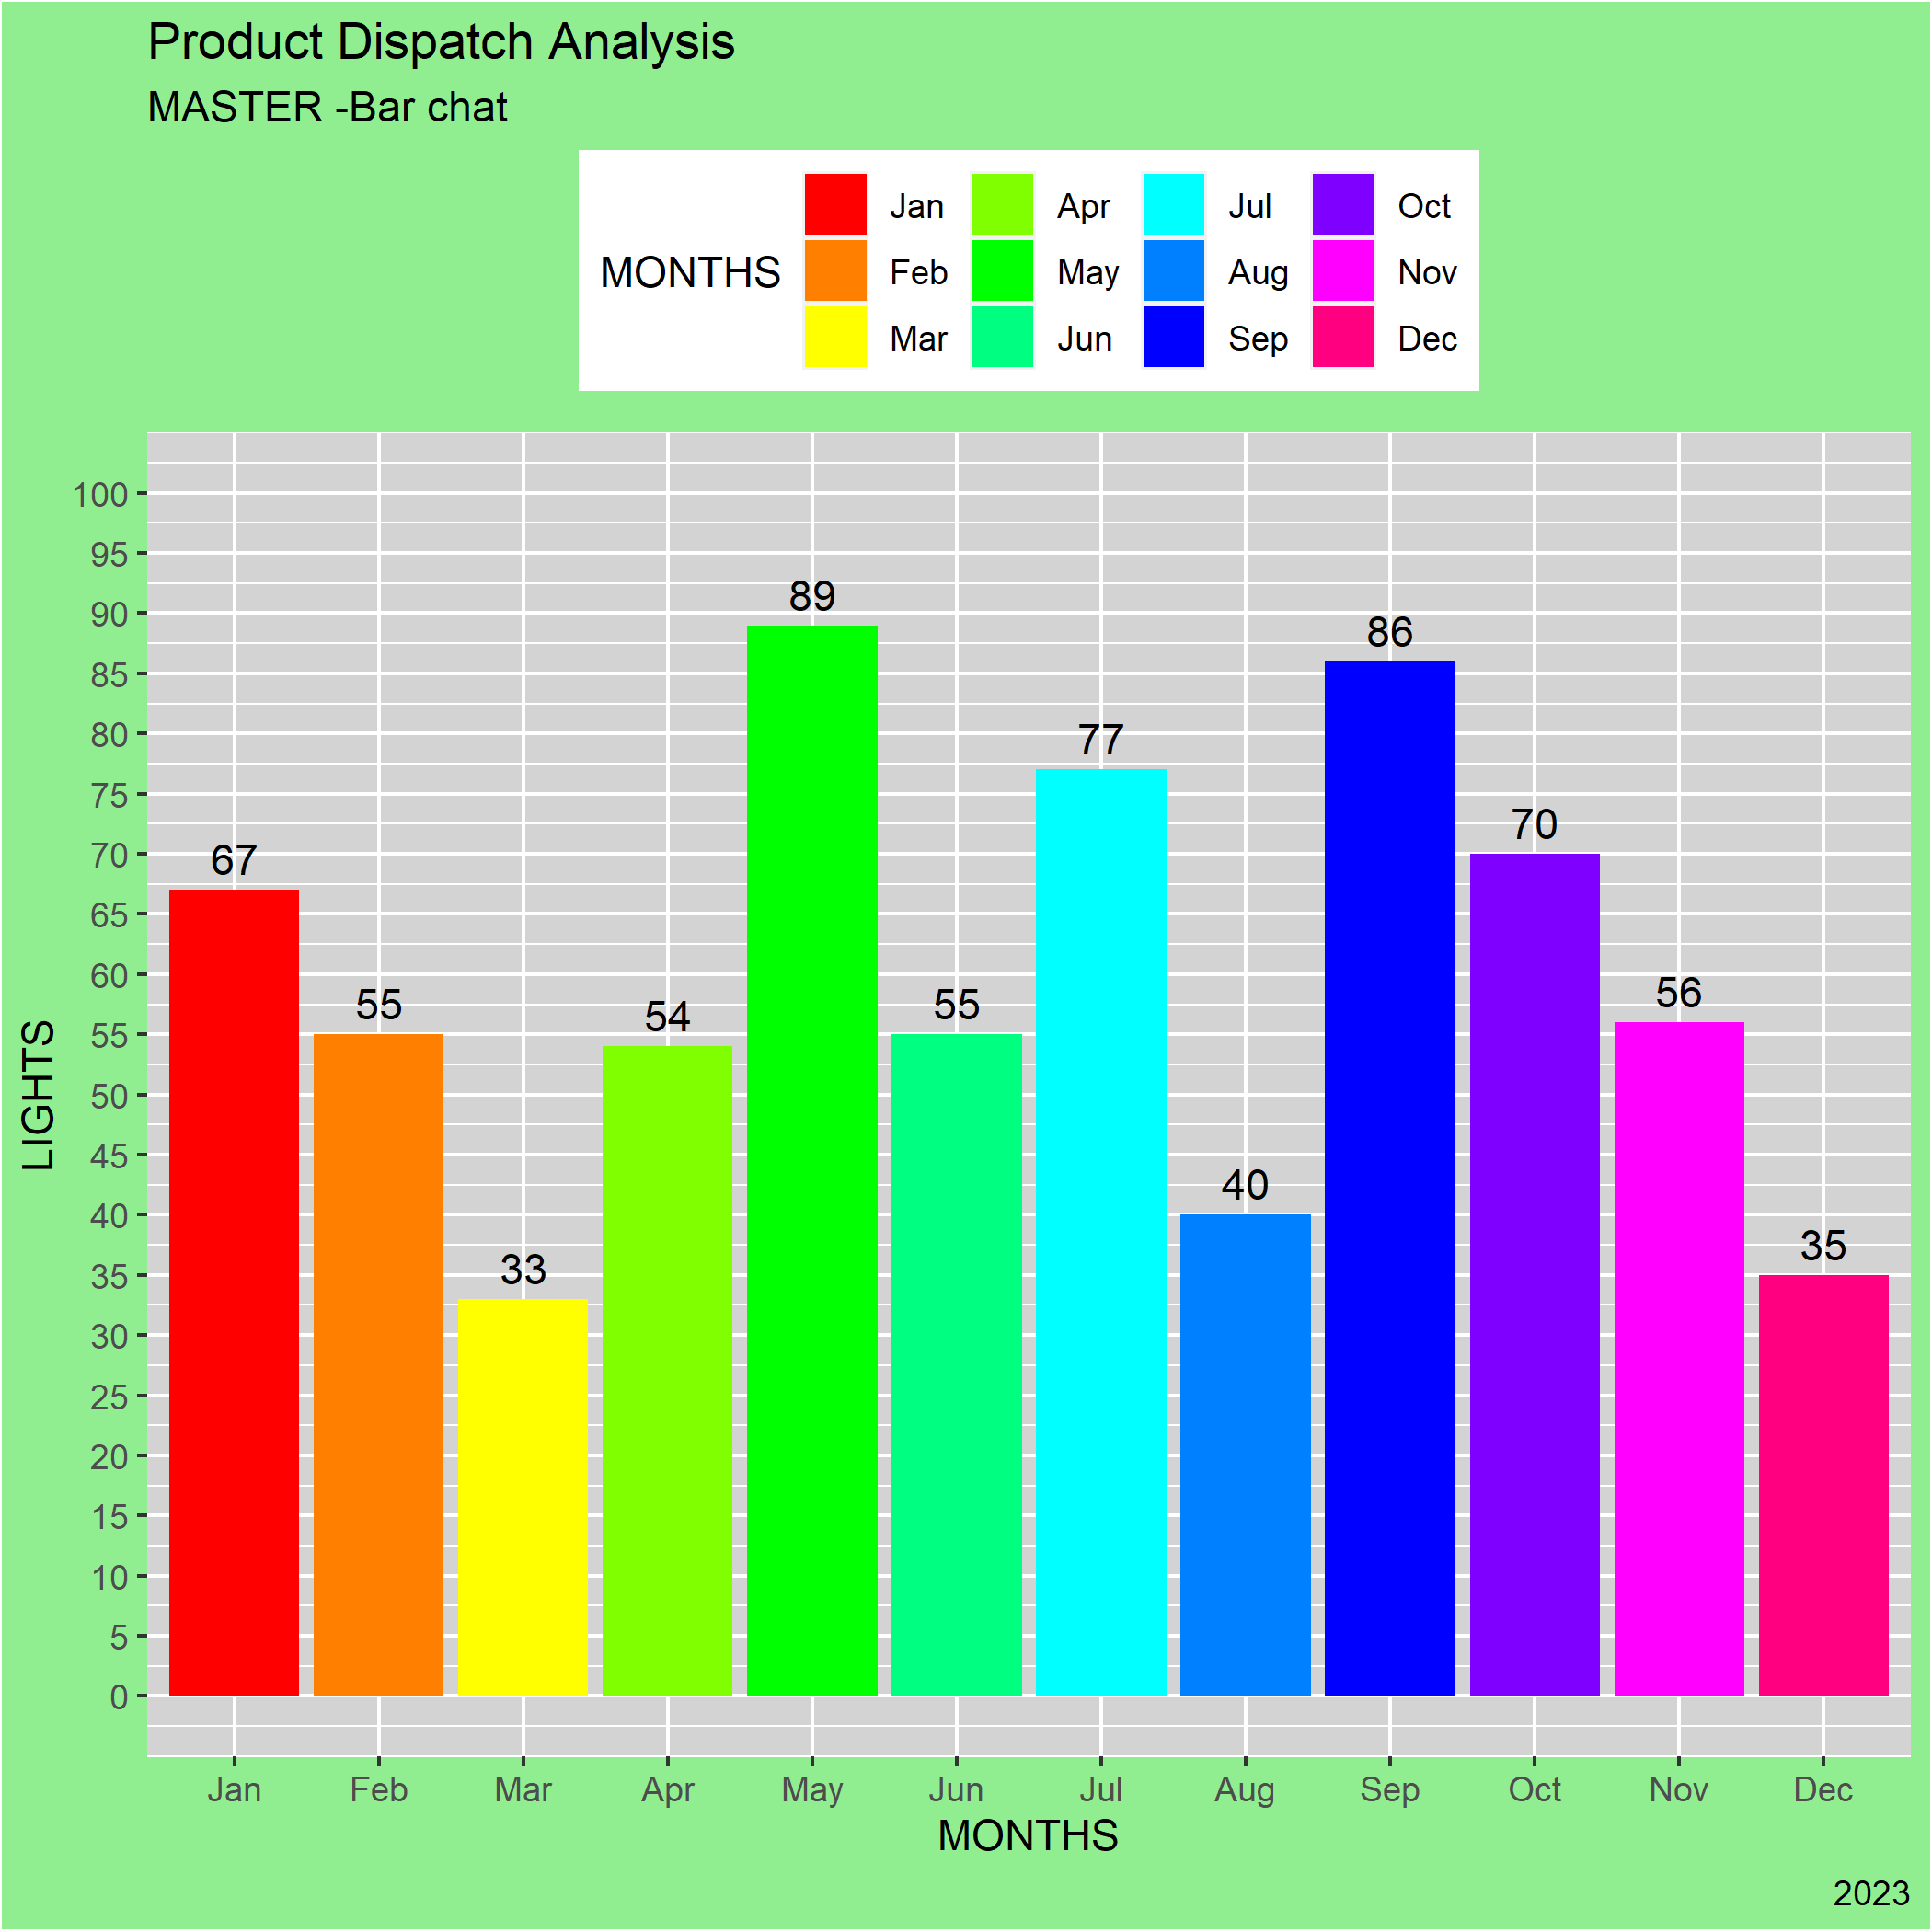 Product Dispatch Analysis
MASTER -Bar chat
MONTHS
Jan Apr Jul Oct
Feb May Aug Nov
Mar Jun Sep Dec
100
95
90
85
80
75
70
65
60
55
50
45
40
35
30
25
20
15
10
5
0
LIGHTS
67 55 33 54 89 55 77 40 86 70 56 35
Jan Feb Mar Apr May Jun Jul Aug Sep Oct Nov Dec
MONTHS
2023